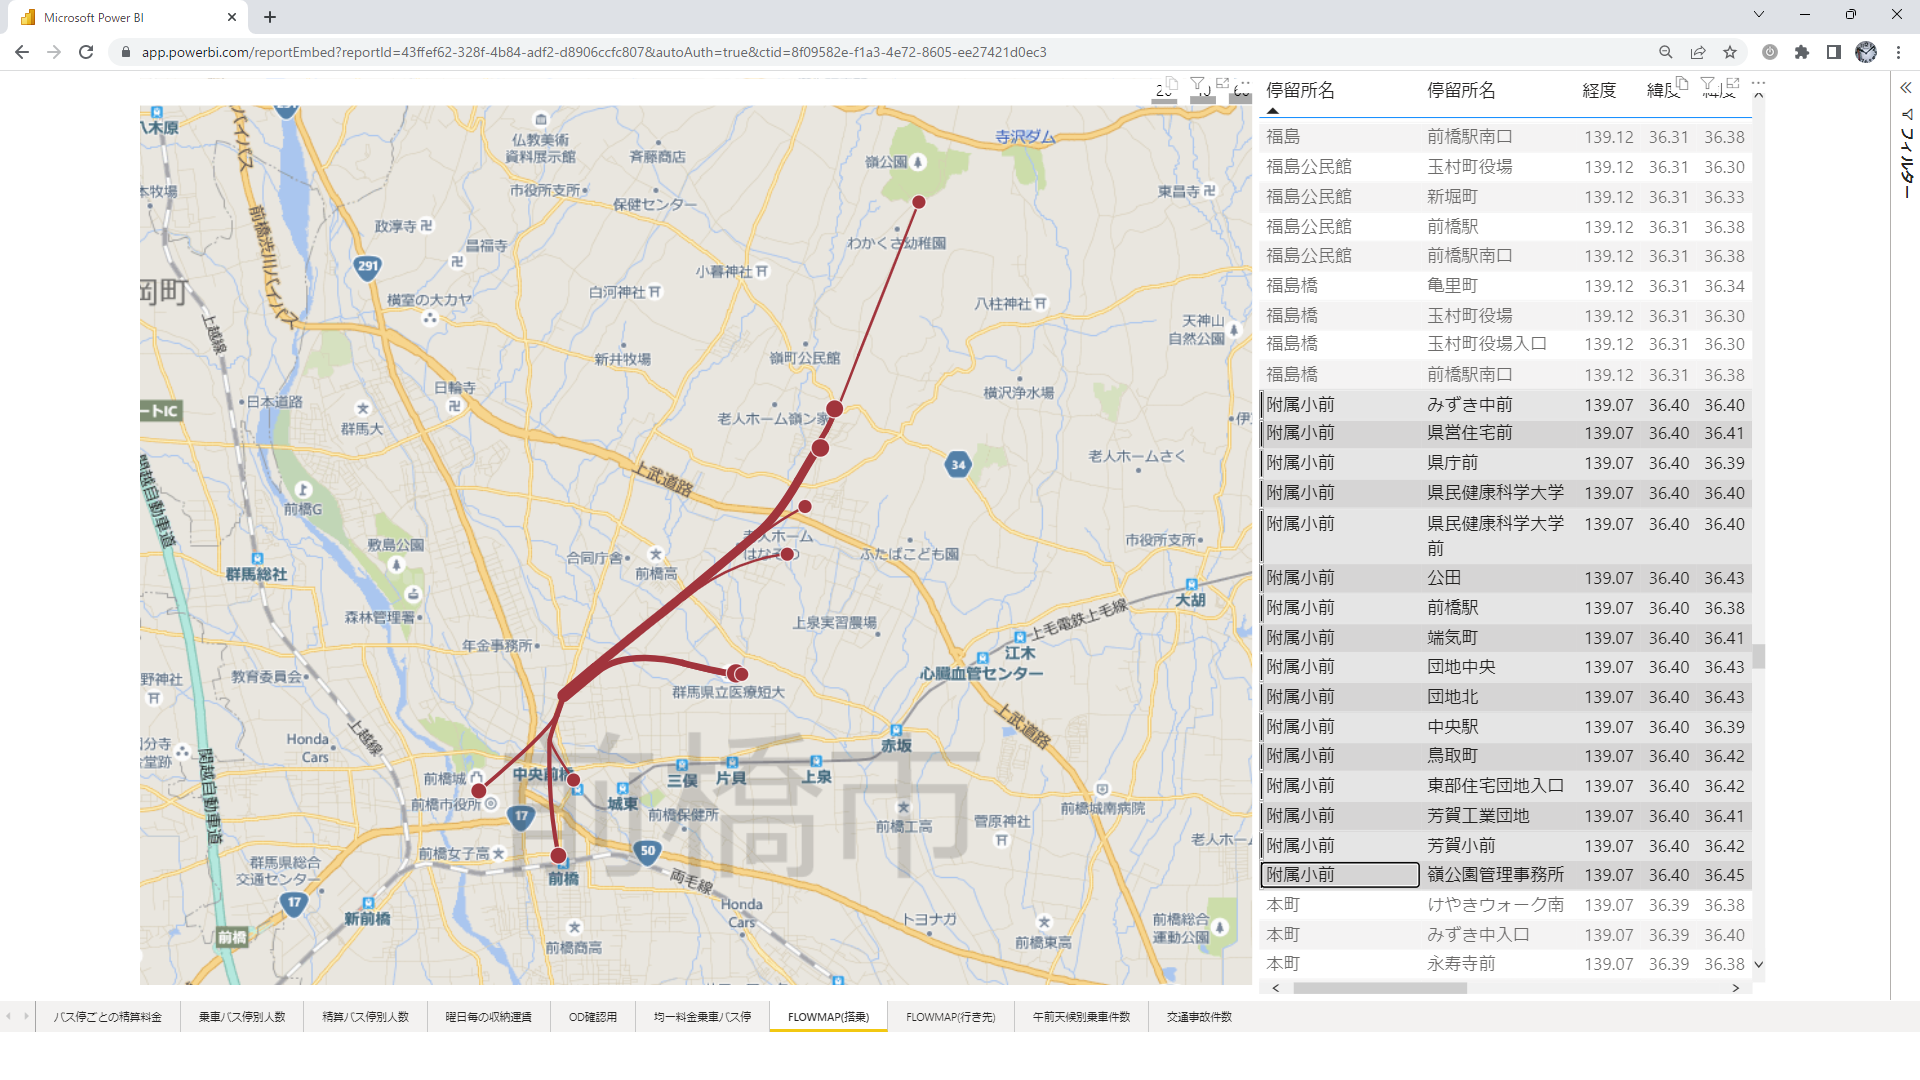 Microsoft Power BI
app.powerbi.com/reportEmbed?reportId=43ffef62-328f-4b84-adf2-d8906ccfc807&autoAuth=true&ctid=8f09582e-f1a3-4e72-8605-ee27421d0ec3
八木原
バイパス
仏教美術
資料展示館
斉藤商店
嶺公園
寺沢ダム
市役所支所
保健センター
東昌寺
前橋渋川バイパス
政淳寺
昌福寺
わかくさ幼稚園
291
小暮神社
岡町
横室の大カヤ
白河神社
八柱神社
天神山
自然公園
上越線
新井牧場
嶺町公民館
日輪寺
横沢浄水場
ートIC
日本道路
群馬大
老人ホーム嶺ン家
上武道路
34
老人ホームさく
関越自動車道
前橋G
老人ホーム
敷島公園
合同庁舎
前橋高
ふたばこども園
市役所支所
群馬総社
大胡
森林管理署
上泉実習農場
上毛電鉄上毛線
年金事務所
江木
教育委員会
野神社
心臓血管センター
群馬県立医療短大
上武道路
上越線
赤坂
Honda
Cars
関越自動車道
前橋市
前橋城
中央前橋
三俣
片貝
上泉
前橋市役所
城東
17
前橋保健所
前橋工高
菅原神社
前橋城南病院
前橋女子高
50
群馬県総合
交通センター
前橋
両毛線
17
新前橋
Honda
Cars
トヨナガ
前橋
前橋商高
前橋東高
前橋総合
運動公園
停留所名 停留所名 経度 緯度 緯度
福島 前橋駅南口 139.12 36.31 36.38
福島公民館 玉村町役場 139.12 36.31 36.30
福島公民館 新堀町 139.12 36.31 36.33
福島公民館 前橋駅 139.12 36.31 36.38
福島公民館 前橋駅南口 139.12 36.31 36.38
福島橋 亀里町 139.12 36.31 36.34
福島橋 玉村町役場 139.12 36.31 36.30
福島橋 玉村町役場入口 139.12 36.31 36.30
福島橋 前橋駅南口 139.12 36.31 36.38
附属小前 みずき中前 139.07 36.40 36.40
附属小前 県営住宅前 139.07 36.40 36.41
附属小前 県庁前 139.07 36.40 36.39
附属小前 県民健康科学大学 139.07 36.40 36.40
附属小前 県民健康科学大学 139.07 36.40 36.40
前
附属小前 公田 139.07 36.40 36.43
附属小前 前橋駅 139.07 36.40 36.38
附属小前 端気町 139.07 36.40 36.41
附属小前 団地中央 139.07 36.40 36.43
附属小前 団地北 139.07 36.40 36.43
附属小前 中央駅 139.07 36.40 36.39
附属小前 鳥取町 139.07 36.40 36.42
附属小前 東部住宅団地入口 139.07 36.40 36.42
附属小前 芳賀工業団地 139.07 36.40 36.41
附属小前 芳賀小前 139.07 36.40 36.42
附属小前 嶺公園管理事務所 139.07 36.40 36.45
本町 けやきウォーク南 139.07 36.39 36.38
本町 みずき中入口 139.07 36.39 36.40
本町 永寿寺前 139.07 36.39 36.38
フィルター
バス停ごとの精算料金 乗車バス停別人数 精算バス停別人数 曜日毎の収納運賃 OD確認用 均一料金乗車バス停 FLOWMAP(搭乗) FLOWMAP(行き先) 午前天候別乗車件数 交通事故件数